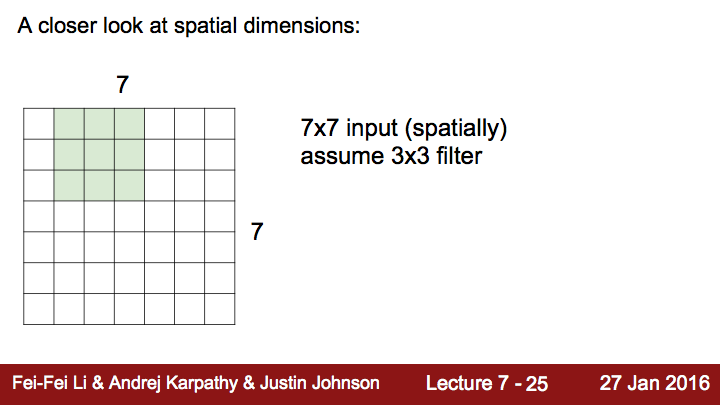 A closer look at spatial dimensions:
7
7x7 input (spatially)
assume 3x3 filter
7
Fei-Fei Li & Andrej Karpathy & Justin Johnson
Lecture 7 - 25
27 Jan 2016